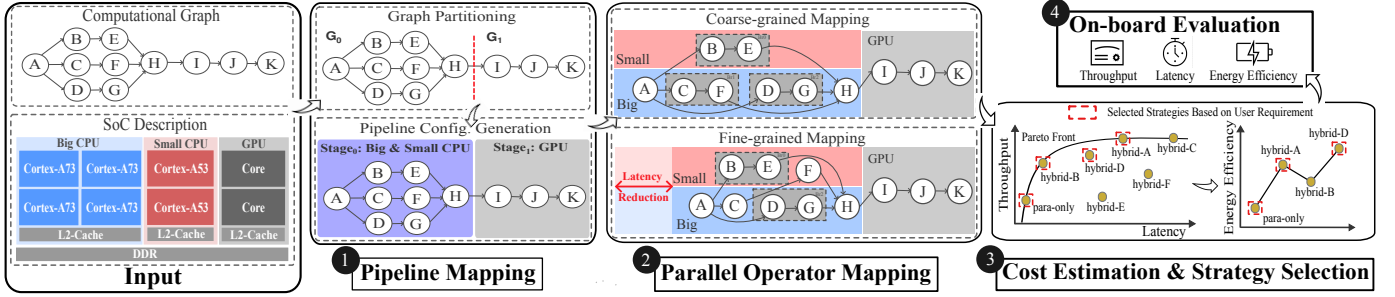 Computational Graph
A
B
E
C
F
D
G
H
I
J
K
SoC Description
Big CPU
Small CPU
GPU
Cortex-A73
Cortex-A73
Cortex-A53
Core
Cortex-A73
Cortex-A73
Cortex-A53
Core
L2-Cache
L2-Cache
L2-Cache
DDR
Input
Graph Partitioning
G0
G1
A
B
E
C
F
D
G
H
I
J
K
Pipeline Config. Generation
Stage0: Big & Small CPU
Stage1: GPU
A
B
E
C
F
D
G
H
I
J
K
1 Pipeline Mapping
Coarse-grained Mapping
GPU
B
E
Small
A
C
F
D
G
H
I
J
K
Big
Fine-grained Mapping
GPU
B
E
F
Small
Latency
Reduction
A
C
D
G
H
I
J
K
Big
2 Parallel Operator Mapping
4 On-board Evaluation
Throughput
Latency
Energy Efficiency
Selected Strategies Based on User Requirement
Throughput
Pareto Front
hybrid-D
hybrid-A
hybrid-C
hybrid-B
hybrid-F
para-only
hybrid-E
Latency
Energy Efficiency
hybrid-D
hybrid-A
hybrid-B
para-only
3 Cost Estimation & Strategy Selection